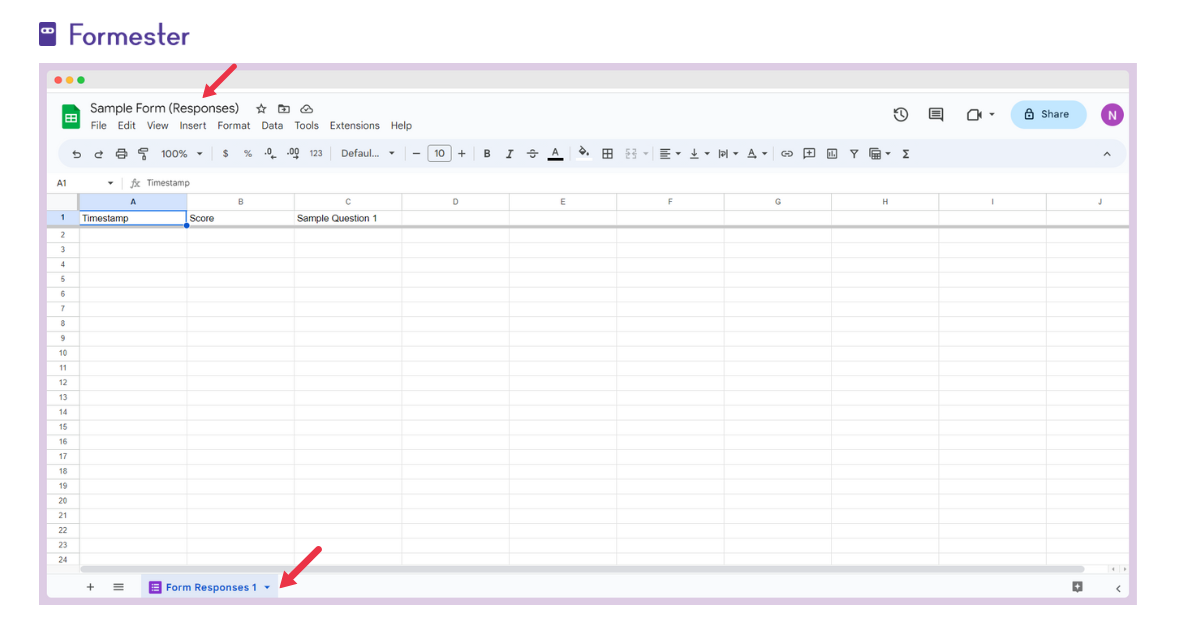 Formester
Sample Form (Responses)
File Edit View Insert Format Data Tools Extensions Help
Share
N
100% $ % .0 .00 123 Defaul... − 10 + B I A A Σ
A1 fx Timestamp
A B C D E F G H I J
1 Timestamp Score Sample Question 1
2
3
4
5
6
7
8
9
10
11
12
13
14
15
16
17
18
19
20
21
22
23
24
+ Form Responses 1